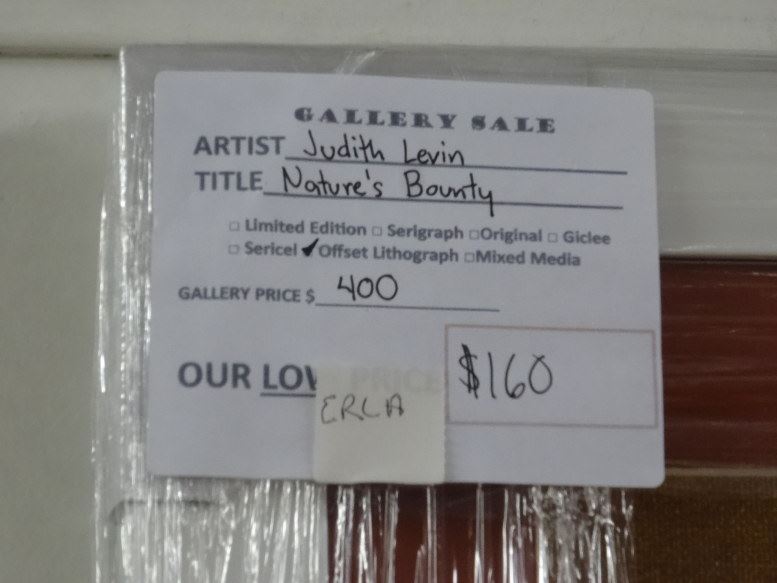 GALLERY SALE
ARTIST Judith Levin
TITLE Nature's Bounty
□ Limited Edition □ Serigraph □Original □ Giclee
□ Sericel ✓Offset Lithograph □Mixed Media
GALLERY PRICE $ 400
OUR LOW PRICE $160
ERLA